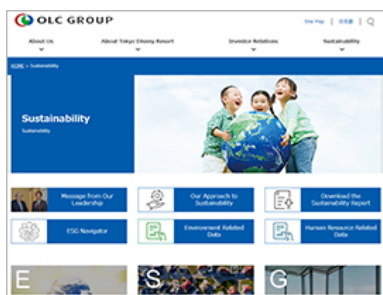 OLC GROUP
Site Map | 日本語
About Us
About Tokyo Disney Resort
Investor Relations
Sustainability
HOME > Sustainability
Sustainability
Sustainability
Message from Our
Leadership
Our Approach to
Sustainability
Download the
Sustainability Report
ESG Navigator
Environment Related
Data
Human Resource Related
Data
E
S
G